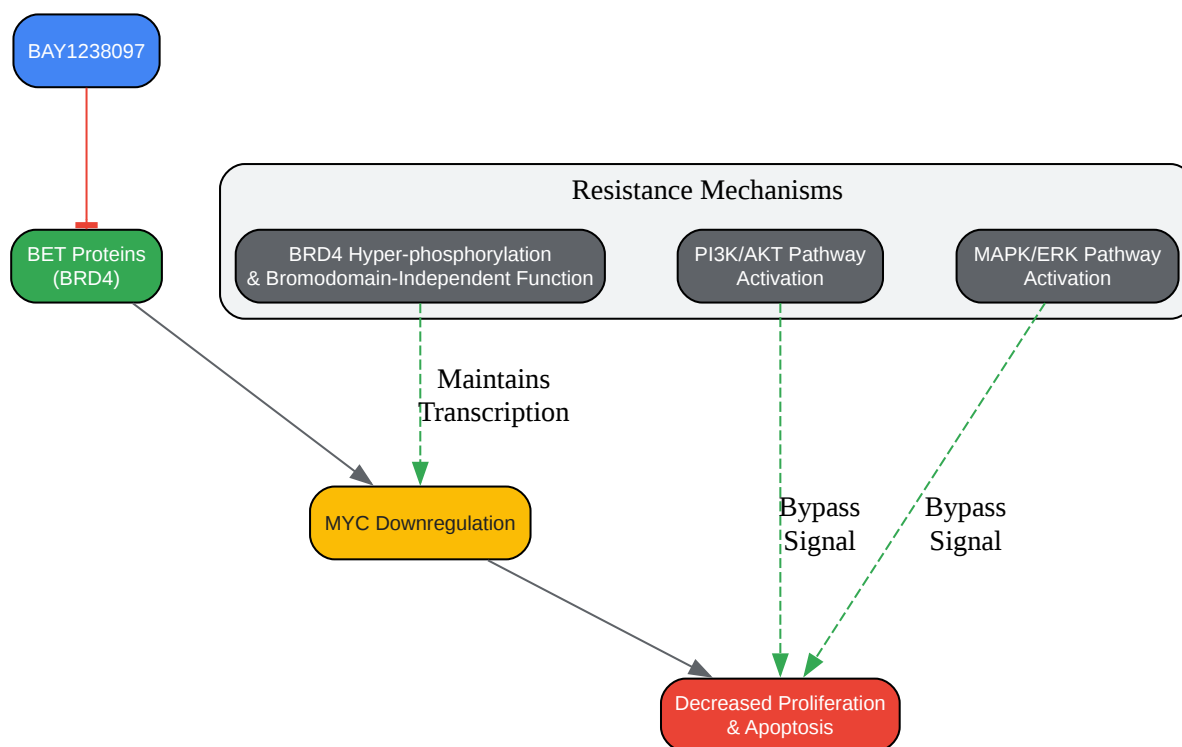 BAY1238097
Resistance Mechanisms
BET Proteins
(BRD4)
BRD4 Hyper-phosphorylation
& Bromodomain-Independent Function
PI3K/AKT Pathway
Activation
MAPK/ERK Pathway
Activation
Maintains
Transcription
MYC Downregulation
Bypass
Signal
Bypass
Signal
Decreased Proliferation
& Apoptosis